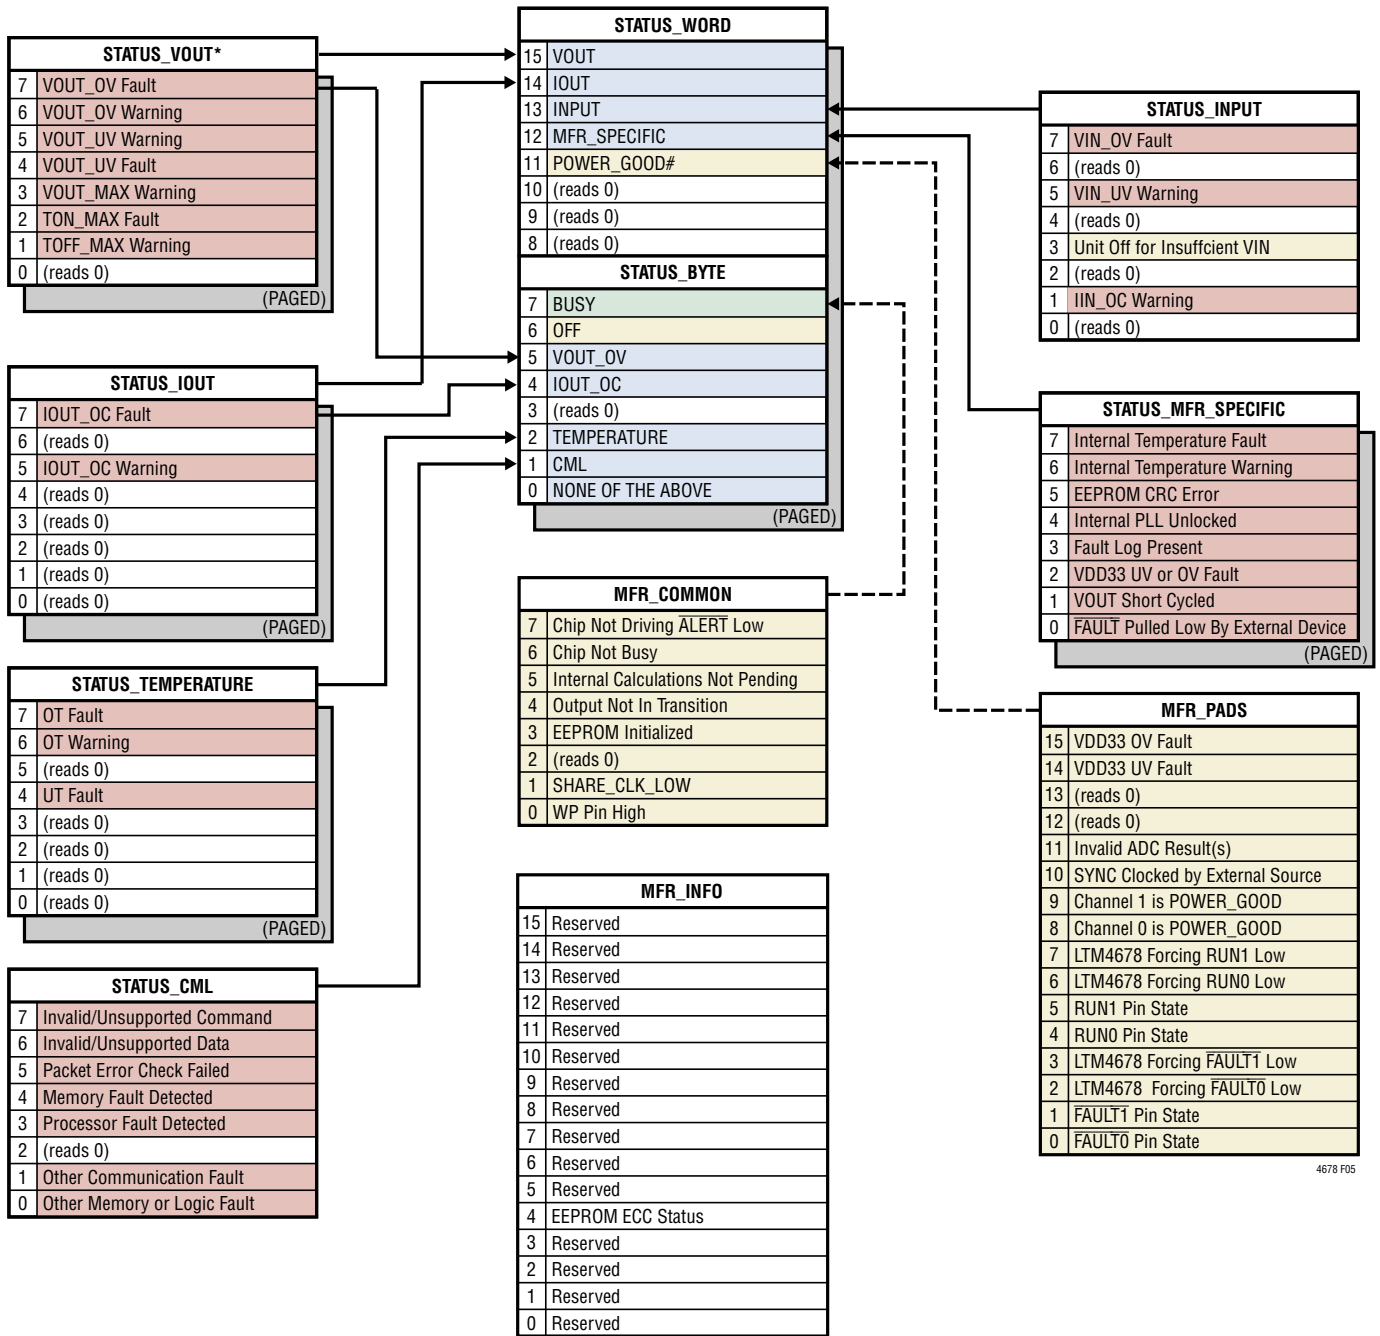 STATUS_VOUT*
7 VOUT_OV Fault
6 VOUT_OV Warning
5 VOUT_UV Warning
4 VOUT_UV Fault
3 VOUT_MAX Warning
2 TON_MAX Fault
1 TOFF_MAX Warning
0 (reads 0)
(PAGED)
STATUS_IOUT
7 IOUT_OC Fault
6 (reads 0)
5 IOUT_OC Warning
4 (reads 0)
3 (reads 0)
2 (reads 0)
1 (reads 0)
0 (reads 0)
(PAGED)
STATUS_TEMPERATURE
7 OT Fault
6 OT Warning
5 (reads 0)
4 UT Fault
3 (reads 0)
2 (reads 0)
1 (reads 0)
0 (reads 0)
(PAGED)
STATUS_CML
7 Invalid/Unsupported Command
6 Invalid/Unsupported Data
5 Packet Error Check Failed
4 Memory Fault Detected
3 Processor Fault Detected
2 (reads 0)
1 Other Communication Fault
0 Other Memory or Logic Fault
STATUS_WORD
15 VOUT
14 IOUT
13 INPUT
12 MFR_SPECIFIC
11 POWER_GOOD#
10 (reads 0)
9 (reads 0)
8 (reads 0)
STATUS_BYTE
7 BUSY
6 OFF
5 VOUT_OV
4 IOUT_OC
3 (reads 0)
2 TEMPERATURE
1 CML
0 NONE OF THE ABOVE
(PAGED)
MFR_COMMON
7 Chip Not Driving ALERT Low
6 Chip Not Busy
5 Internal Calculations Not Pending
4 Output Not In Transition
3 EEPROM Initialized
2 (reads 0)
1 SHARE_CLK_LOW
0 WP Pin High
MFR_INFO
15 Reserved
14 Reserved
13 Reserved
12 Reserved
11 Reserved
10 Reserved
9 Reserved
8 Reserved
7 Reserved
6 Reserved
5 Reserved
4 EEPROM ECC Status
3 Reserved
2 Reserved
1 Reserved
0 Reserved
STATUS_INPUT
7 VIN_OV Fault
6 (reads 0)
5 VIN_UV Warning
4 (reads 0)
3 Unit Off for Insuffcient VIN
2 (reads 0)
1 IIN_OC Warning
0 (reads 0)
STATUS_MFR_SPECIFIC
7 Internal Temperature Fault
6 Internal Temperature Warning
5 EEPROM CRC Error
4 Internal PLL Unlocked
3 Fault Log Present
2 VDD33 UV or OV Fault
1 VOUT Short Cycled
0 FAULT Pulled Low By External Device
(PAGED)
MFR_PADS
15 VDD33 OV Fault
14 VDD33 UV Fault
13 (reads 0)
12 (reads 0)
11 Invalid ADC Result(s)
10 SYNC Clocked by External Source
9 Channel 1 is POWER_GOOD
8 Channel 0 is POWER_GOOD
7 LTM4678 Forcing RUN1 Low
6 LTM4678 Forcing RUN0 Low
5 RUN1 Pin State
4 RUN0 Pin State
3 LTM4678 Forcing FAULT1 Low
2 LTM4678 Forcing FAULT0 Low
1 FAULT1 Pin State
0 FAULT0 Pin State
4678 F05